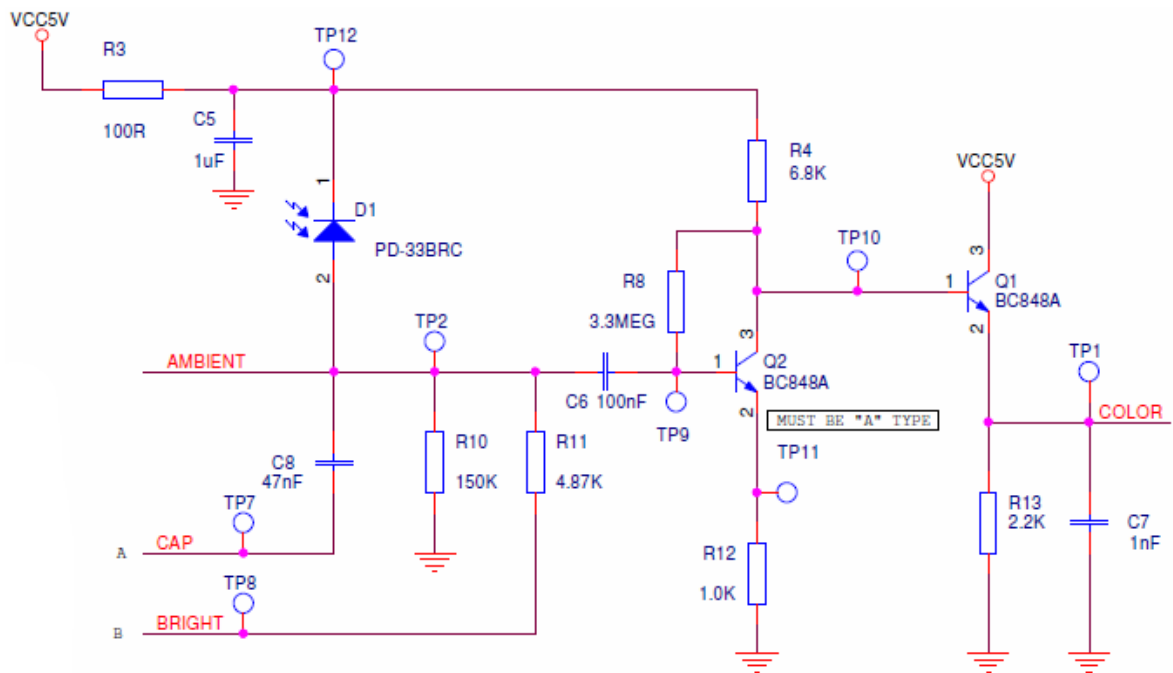 VCC5V
R3
100R
TP12
C5
1uF
1
D1
PD-33BRC
2
R4
6.8K
VCC5V
TP10
3
1
Q1
BC848A
2
R8
3.3MEG
TP2
AMBIENT
3
1
Q2
BC848A
2
C6 100nF
TP9
MUST BE "A" TYPE
TP11
TP1
COLOR
C8
47nF
R10
150K
R11
4.87K
TP7
A CAP
TP8
B BRIGHT
R12
1.0K
R13
2.2K
C7
1nF